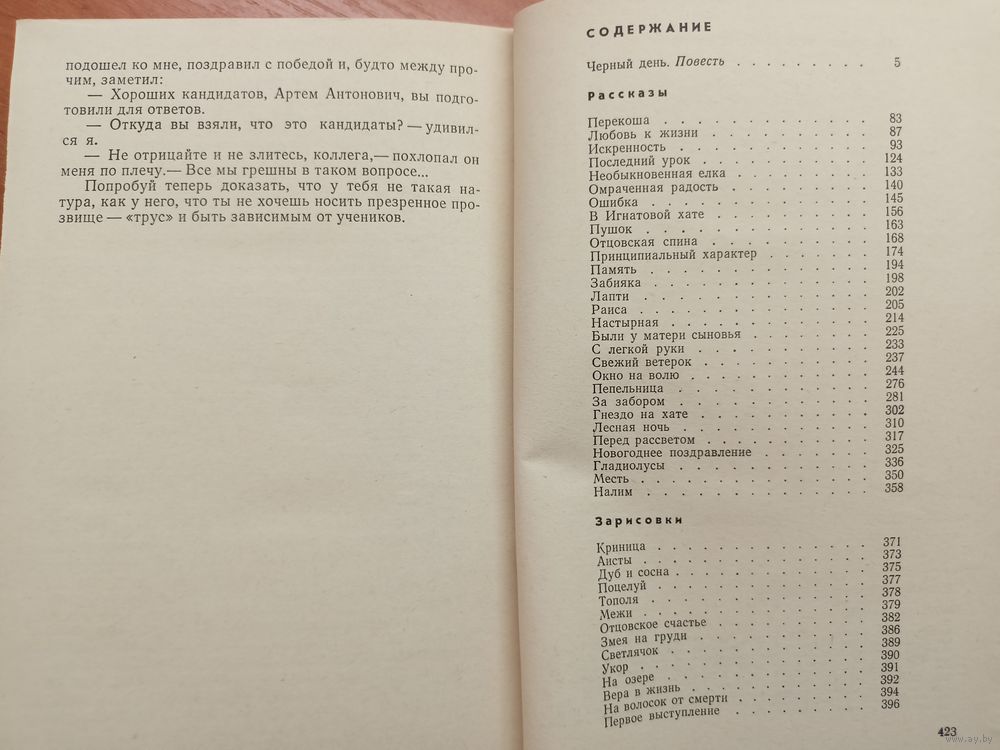 подошел ко мне, поздравил с победой и, будто между про-
чим, заметил:
— Хороших кандидатов, Артем Антонович, вы подго-
товили для ответов.
— Откуда вы взяли, что это кандидаты? — удивил-
ся я.
— Не отрицайте и не злитесь, коллега,— похлопал он
меня по плечу.— Все мы грешны в таком вопросе...
Попробуй теперь доказать, что у тебя не такая на-
тура, как у него, что ты не хочешь носить презренное про-
звище — «трус» и быть зависимым от учеников.
СОДЕРЖАНИЕ
Черный день. Повесть . . . . . . . . . 5
Рассказы
Перекоша . . . . . . . . . . . . . 83
Любовь к жизни . . . . . . . . . . . 87
Искренность . . . . . . . . . . . . 93
Последний урок . . . . . . . . . . . 124
Необыкновенная елка . . . . . . . . . . 133
Омраченная радость . . . . . . . . . . 140
Ошибка . . . . . . . . . . . . . 145
В Игнатовой хате . . . . . . . . . . . 156
Пушок . . . . . . . . . . . . . 163
Отцовская спина . . . . . . . . . . . 168
Принципиальный характер . . . . . . . 174
Память . . . . . . . . . . . . . 194
Забияка . . . . . . . . . . . . . 198
Лапти . . . . . . . . . . . . . 202
Раиса . . . . . . . . . . . . . . 205
Настырная . . . . . . . . . . . . 214
Были у матери сыновья . . . . . . . . 225
С легкой руки . . . . . . . . . . . 233
Свежий ветерок . . . . . . . . . . . 237
Окно на волю . . . . . . . . . . . 244
Пепельница . . . . . . . . . . . . 276
За забором . . . . . . . . . . . . 281
Гнездо на хате . . . . . . . . . . . 302
Лесная ночь . . . . . . . . . . . . 310
Перед рассветом . . . . . . . . . . 317
Новогоднее поздравление . . . . . . . 325
Гладиолусы . . . . . . . . . . . . 336
Месть . . . . . . . . . . . . . . 350
Налим . . . . . . . . . . . . . . 358
Зарисовки
Криница . . . . . . . . . . . . . 371
Аисты . . . . . . . . . . . . . . 373
Дуб и сосна . . . . . . . . . . . . 375
Поцелуй . . . . . . . . . . . . . 377
Тополя . . . . . . . . . . . . . 378
Межи . . . . . . . . . . . . . . 379
Отцовское счастье . . . . . . . . . . 382
Змея на груди . . . . . . . . . . . 386
Светлячок . . . . . . . . . . . . 389
Укор . . . . . . . . . . . . . . 390
На озере . . . . . . . . . . . . . 391
Вера в жизнь . . . . . . . . . . . 392
На волосок от смерти . . . . . . . . . 394
Первое выступление . . . . . . . . . 396
423
www.ay.by